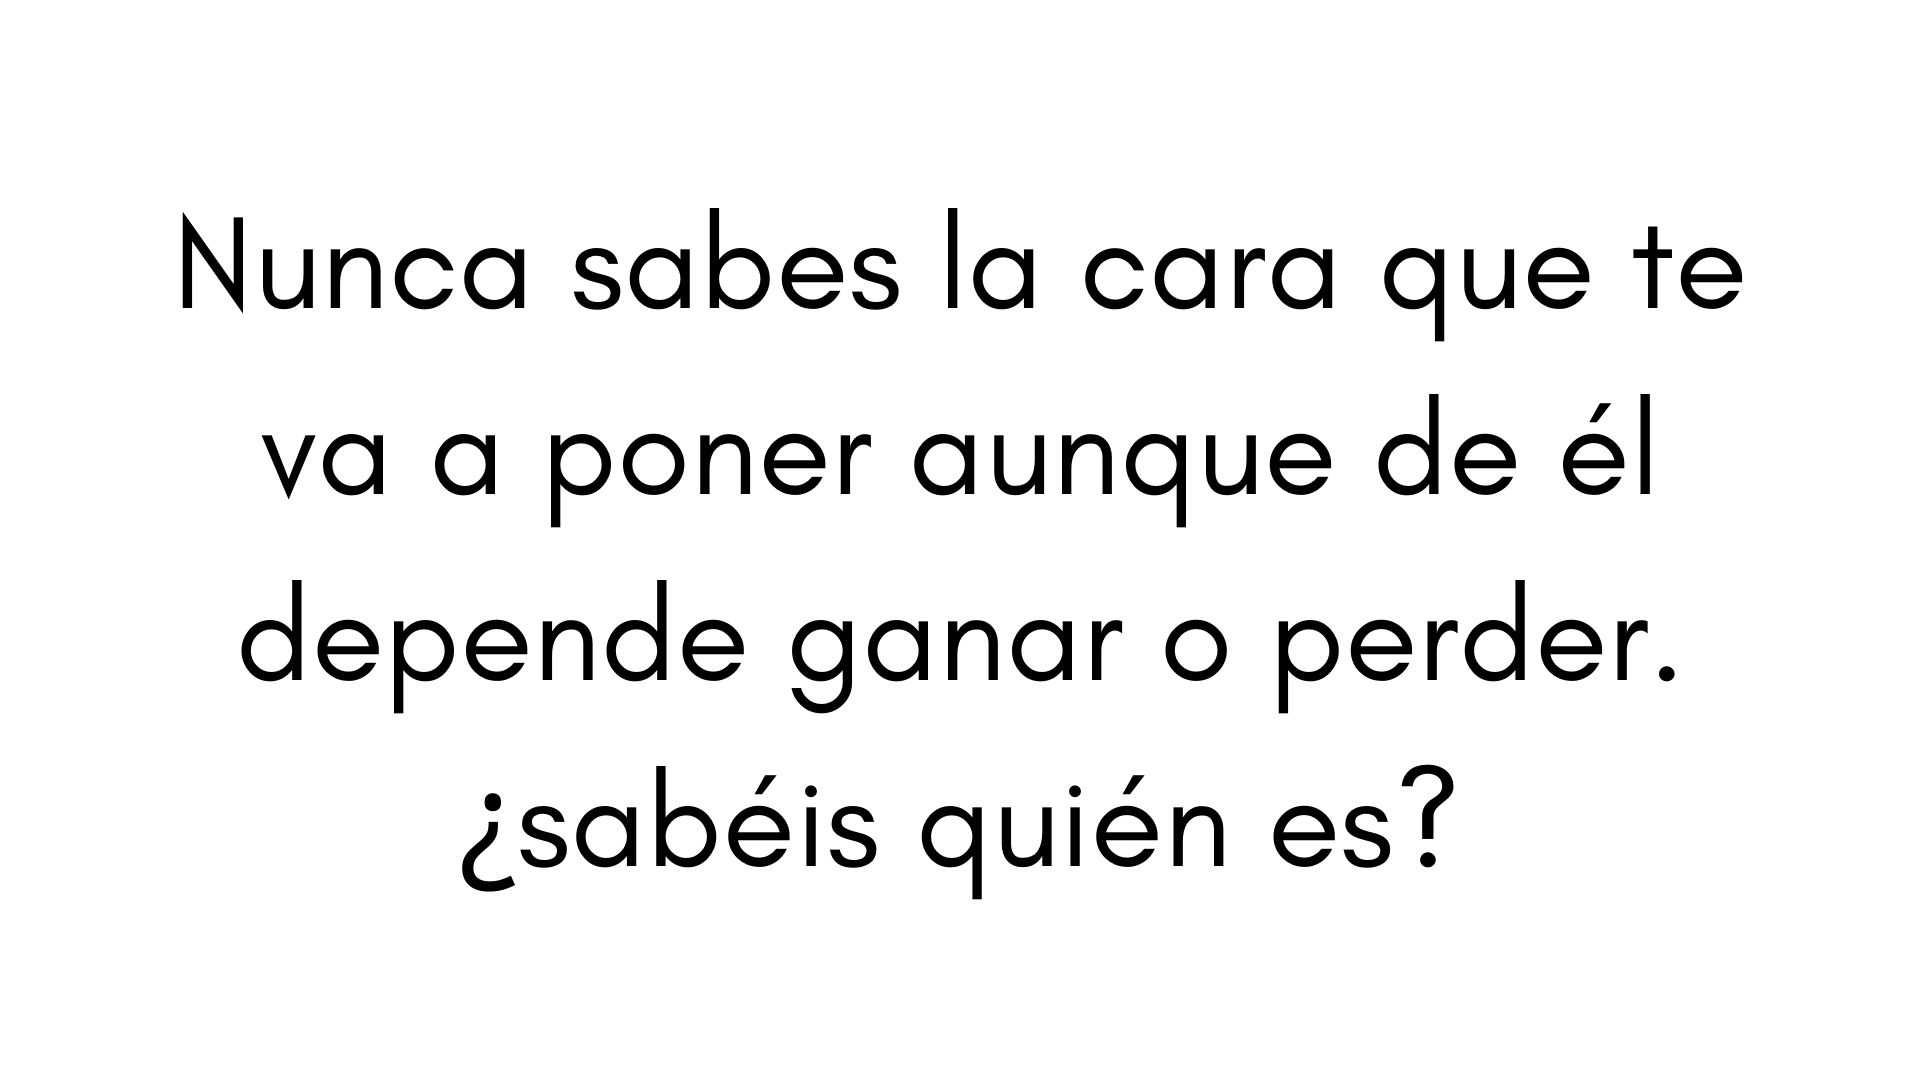 Nunca sabes la cara que te
va a poner aunque de él
depende ganar o perder.
¿sabéis quién es?